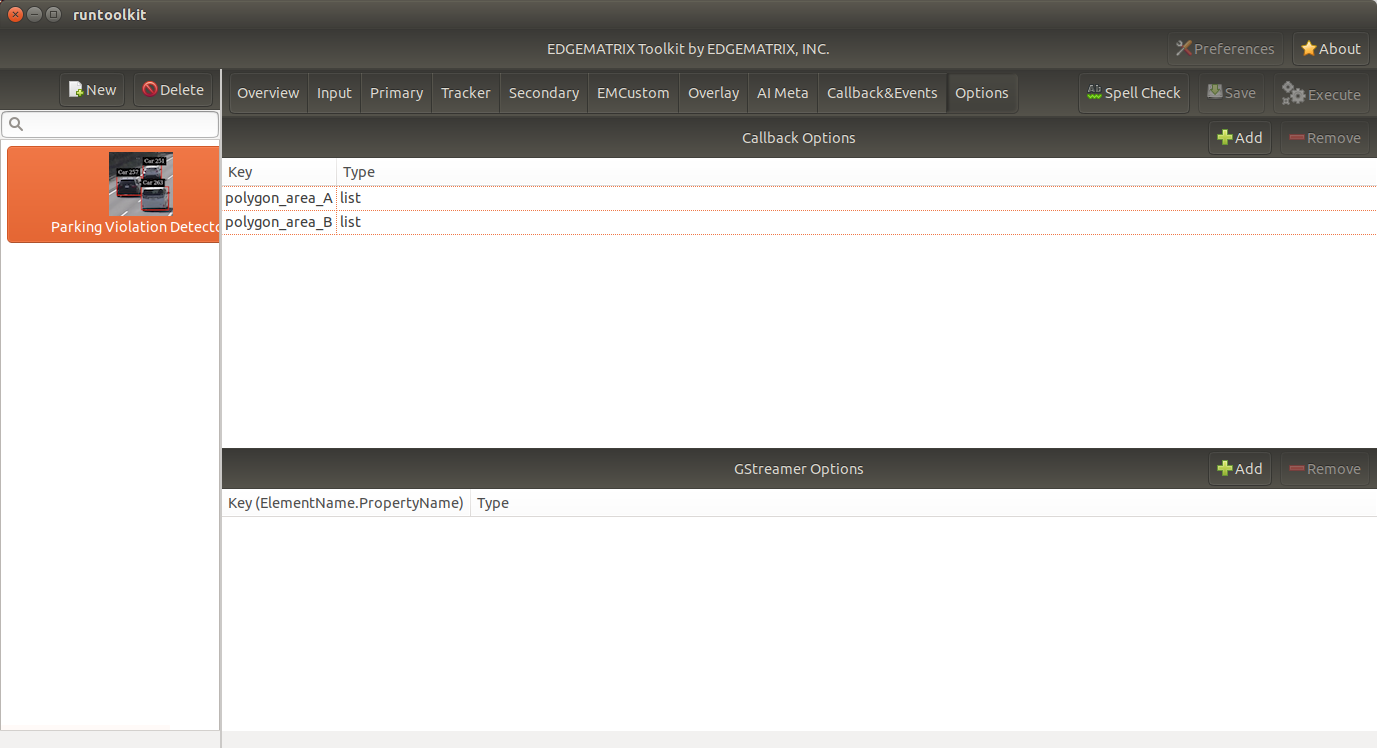 runtoolkit
EDGEMATRIX Toolkit by EDGEMATRIX, INC.
Preferences
About
New
Delete
Overview
Input
Primary
Tracker
Secondary
EMCustom
Overlay
AI Meta
Callback&Events
Options
Ab
Spell Check
Save
Execute
Callback Options
Add
Remove
Key
Type
polygon_area_A
list
polygon_area_B
list
Car 251
Car 257
Car 263
Parking Violation Detecto
GStreamer Options
Add
Remove
Key (ElementName.PropertyName)
Type